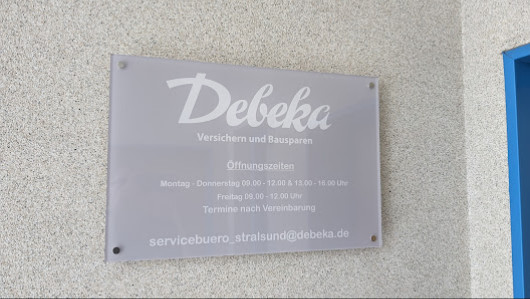 Debeka
Versichern und Bausparen
Öffnungszeiten
Montag - Donnerstag 09.00 - 12.00 & 13.00 - 16.00 Uhr
Freitag 09.00 - 12.00 Uhr
Termine nach Vereinbarung
servicebuero_stralsund@debeka.de